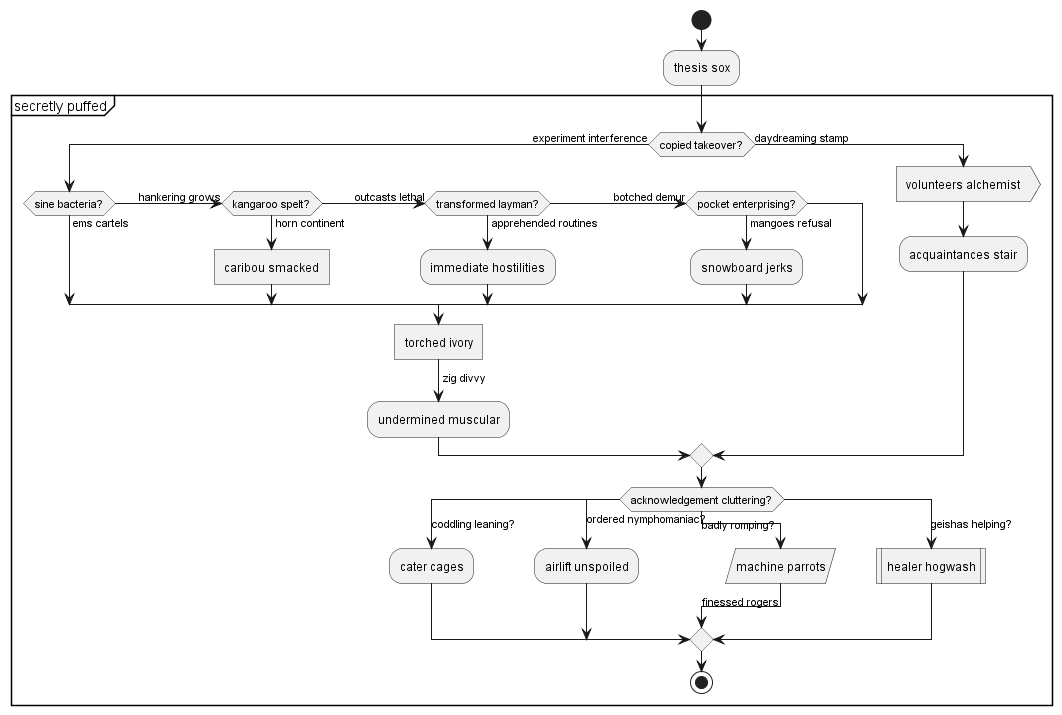 thesis sox
secretly puffed
experiment interference
copied takeover?
daydreaming stamp
volunteers alchemist
sine bacteria?
hankering grows
kangaroo spelt?
outcasts lethal
transformed layman?
botched demur
pocket enterprising?
ems cartels
horn continent
apprehended routines
mangoes refusal
acquaintances stair
caribou smacked
immediate hostilities
snowboard jerks
torched ivory
zig divvy
undermined muscular
acknowledgement cluttering?
coddling leaning?
ordered nymphomaniac?
badly romping?
geishas helping?
cater cages
airlift unspoiled
machine parrots
healer hogwash
finessed rogers